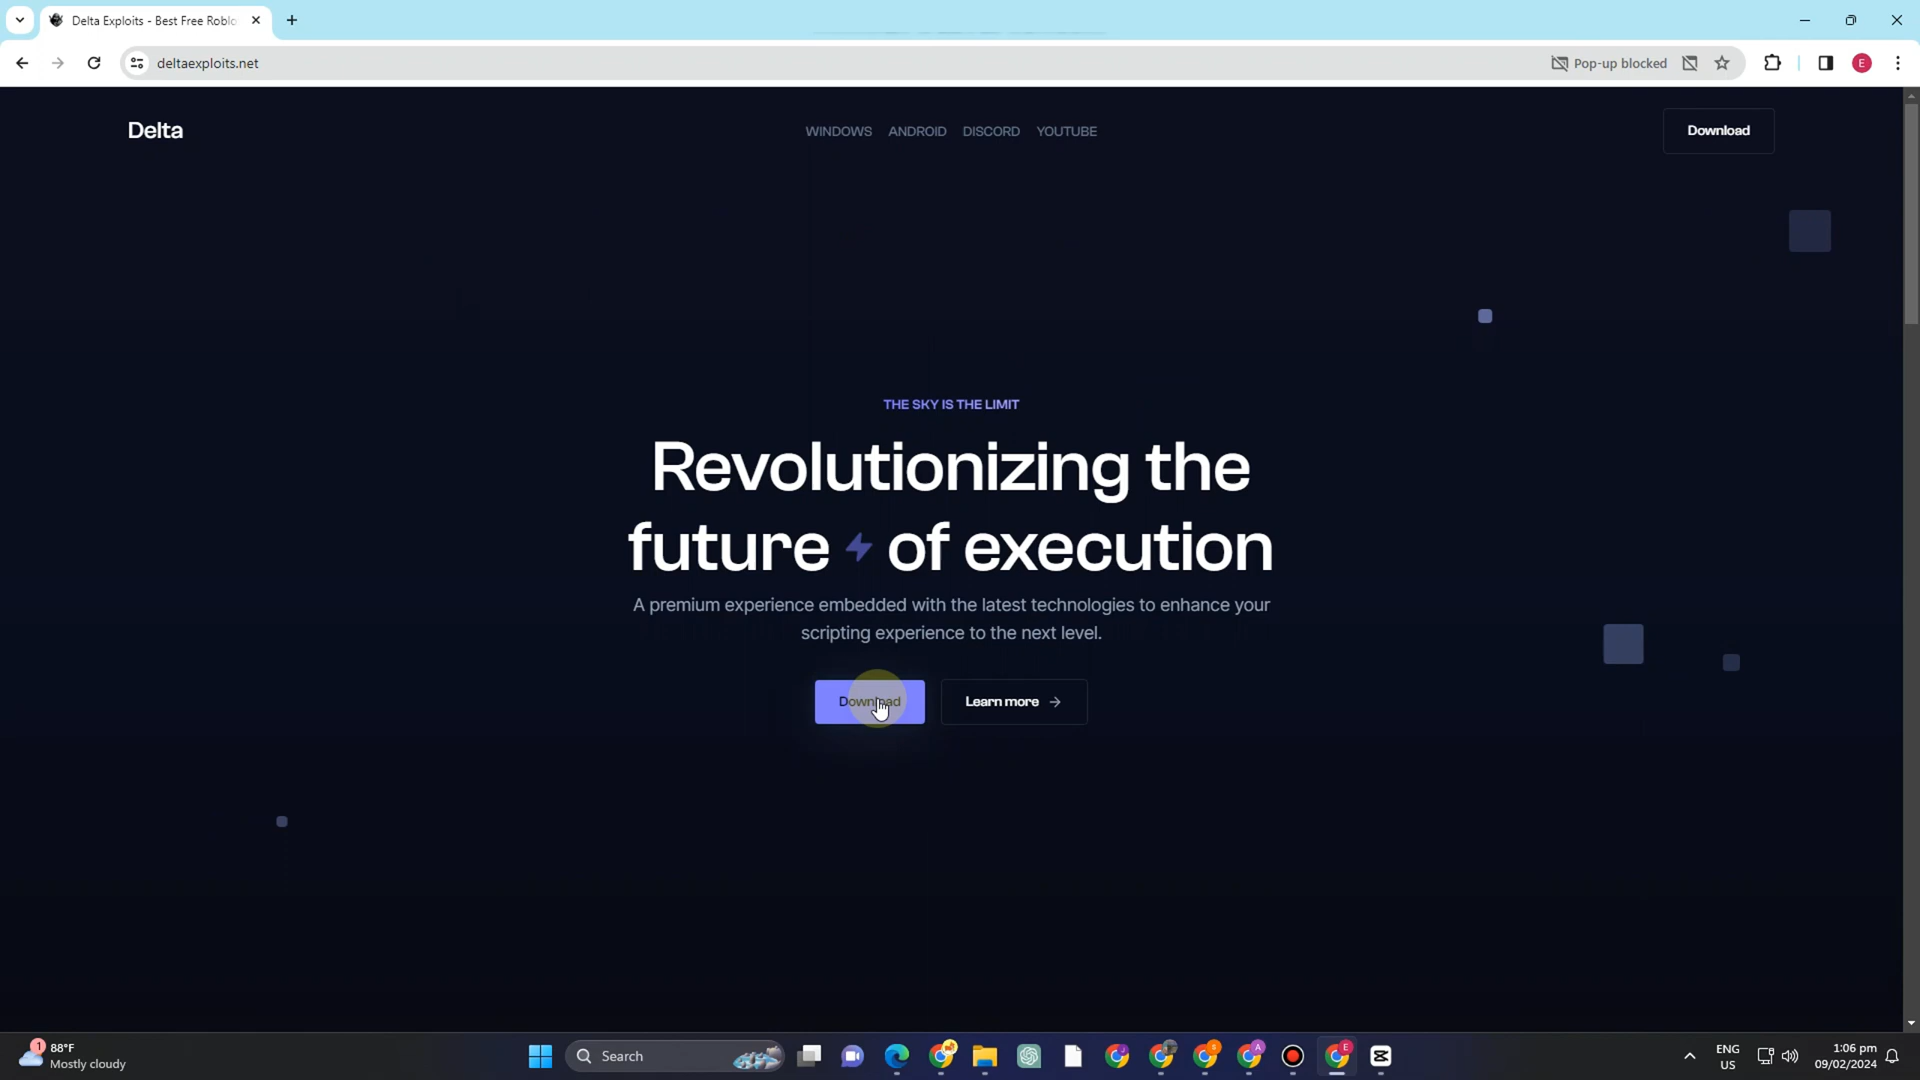 Delta Exploits - Best Free Roblo
deltaexploits.net
Pop-up blocked
E
Delta
WINDOWS ANDROID DISCORD YOUTUBE
Download
THE SKY IS THE LIMIT
Revolutionizing the
future of execution
A premium experience embedded with the latest technologies to enhance your
scripting experience to the next level.
Download
Learn more →
1
88°F
Mostly cloudy
Search
J
S
A
E
ENG
US
1:06 pm
09/02/2024